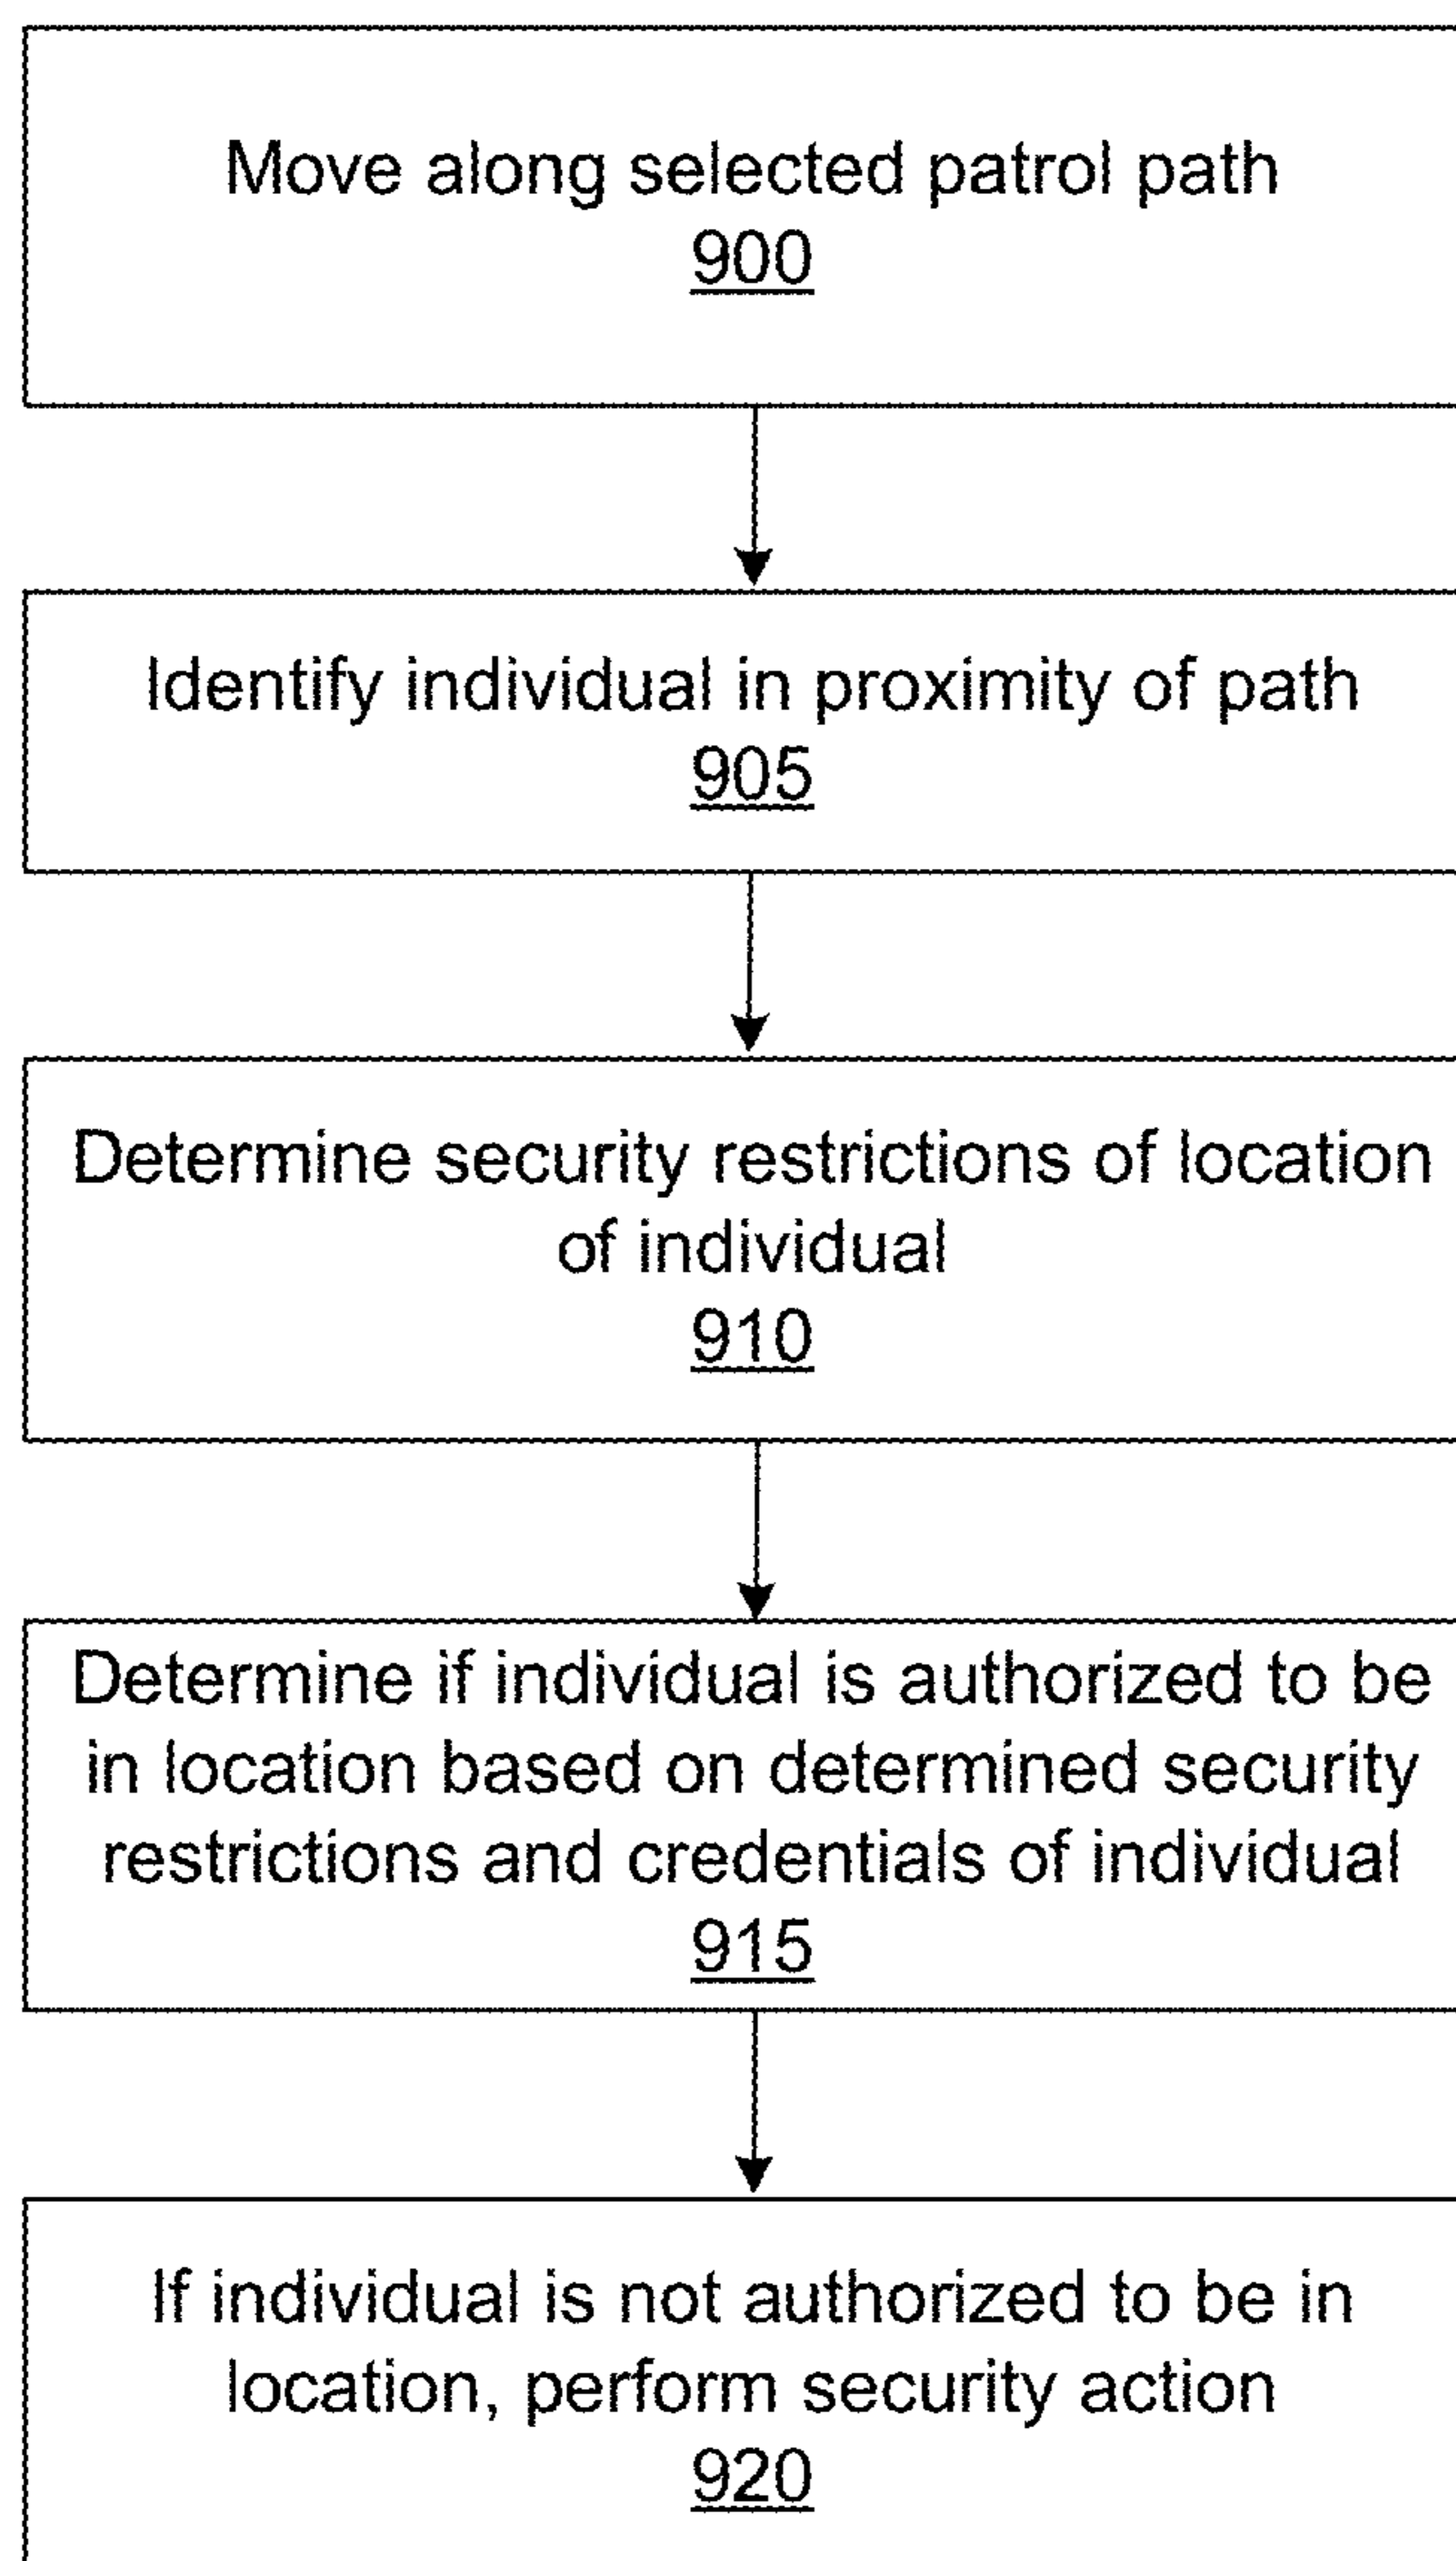 Move along selected patrol path
900
Identify individual in proximity of path
905
Determine security restrictions of location
of individual
910
Determine if individual is authorized to be
in location based on determined security
restrictions and credentials of individual
915
If individual is not authorized to be in
location, perform security action
920